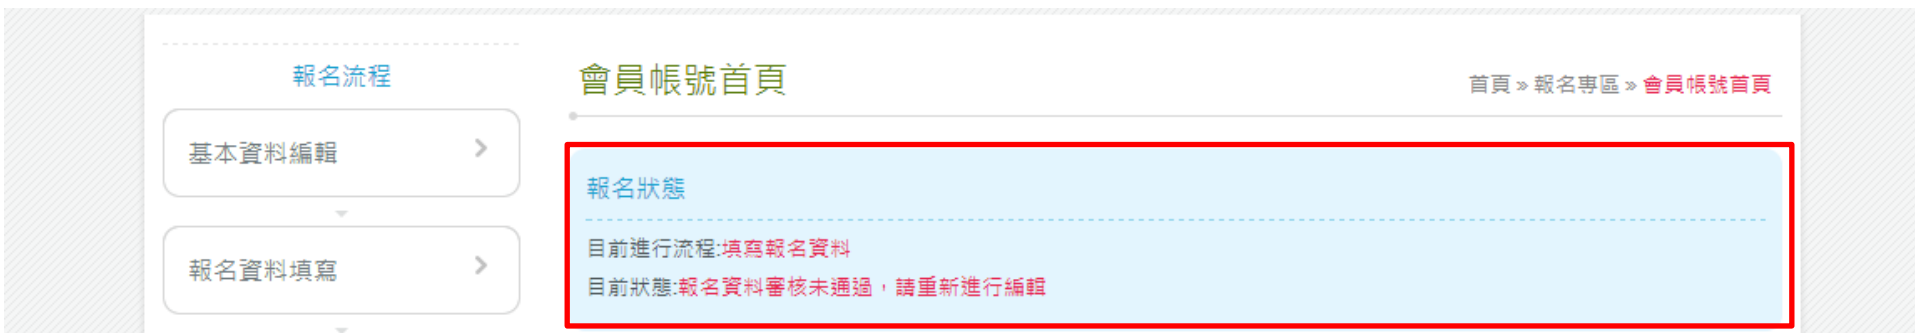 報名流程
基本資料編輯
報名資料填寫
會員帳號首頁
首頁 » 報名專區 » 會員帳號首頁
報名狀態
目前進行流程:填寫報名資料
目前狀態:報名資料審核未通過，請重新進行編輯